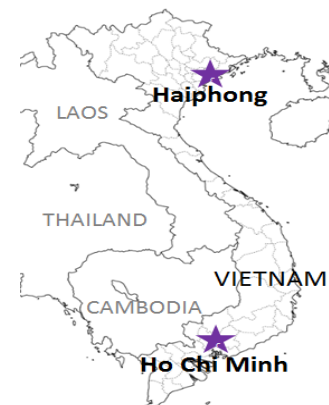 Haiphong
LAOS
THAILAND
VIETNAM
CAMBODIA
Ho Chi Minh